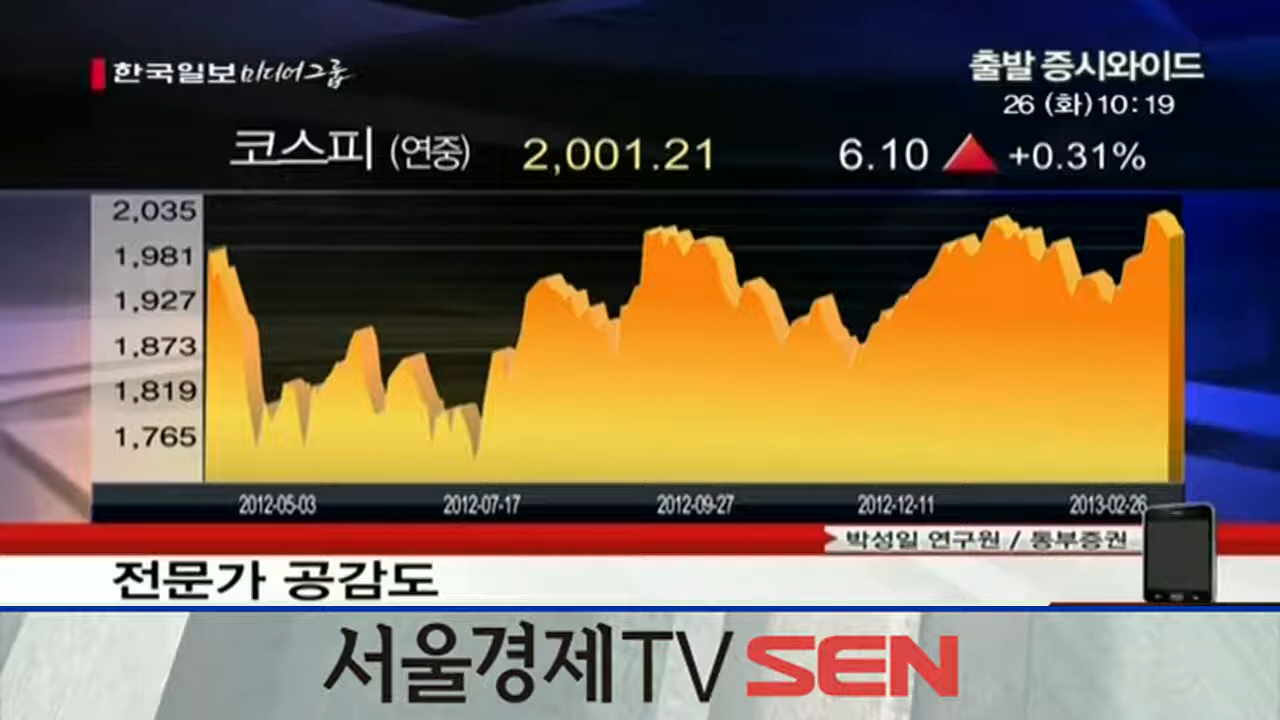 한국일보 미디어그룹
출발 증시와이드
26 (화) 10:19
코스피 (연중) 2,001.21 6.10 ▲ +0.31%
2,035
1,981
1,927
1,873
1,819
1,765
2012-05-03 2012-07-17 2012-09-27 2012-12-11 2013-02-26
박성일 연구원 / 동부증권
전문가 공감도
서울경제TV SEN